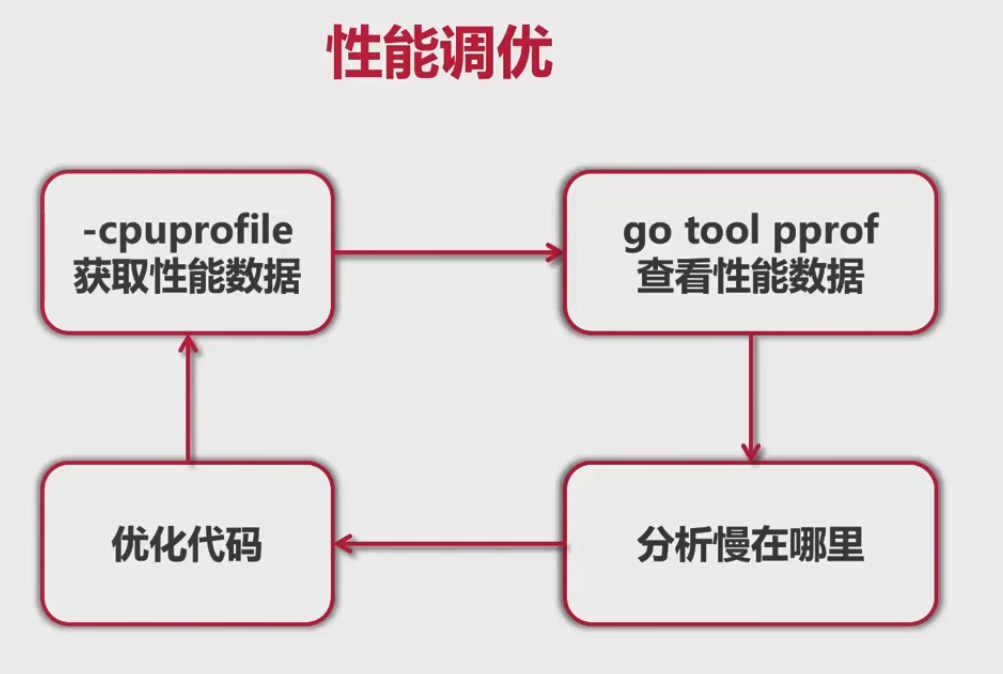 性能调优
-cpuprofile
获取性能数据
go tool pprof
查看性能数据
优化代码
分析慢在哪里